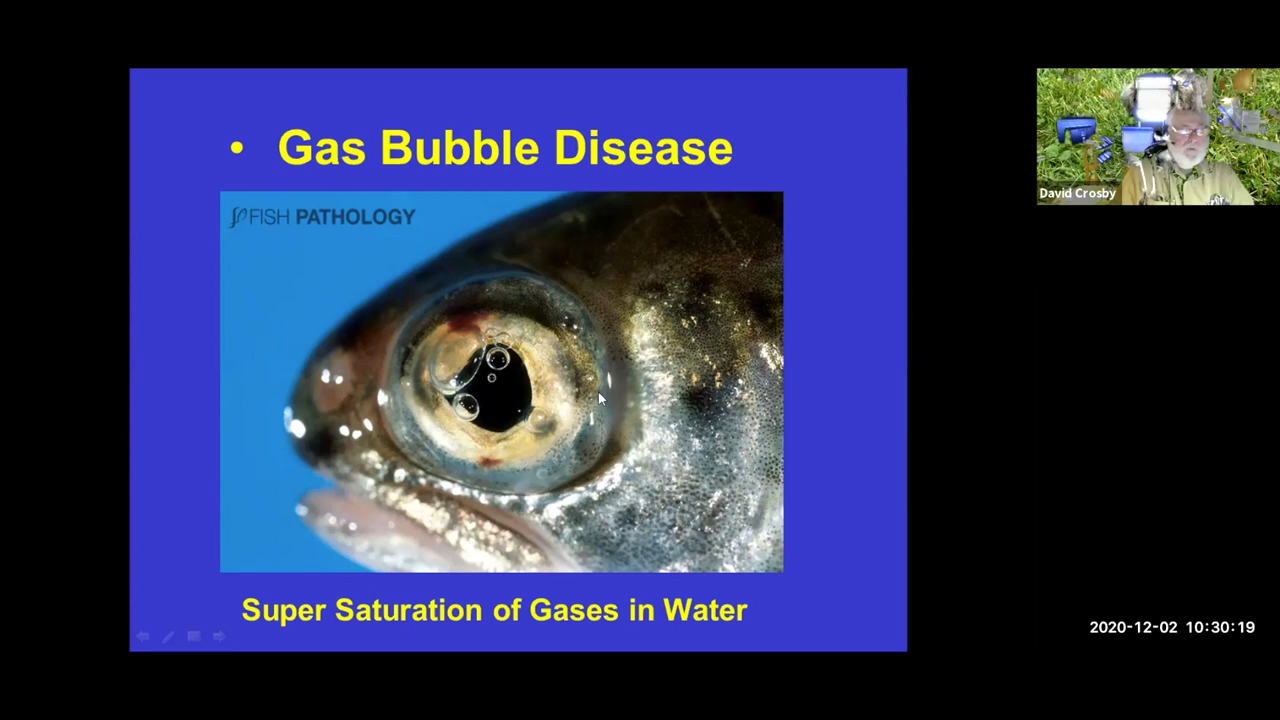 • Gas Bubble Disease
FISH PATHOLOGY
Super Saturation of Gases in Water
David Crosby
2020-12-02 10:30:19